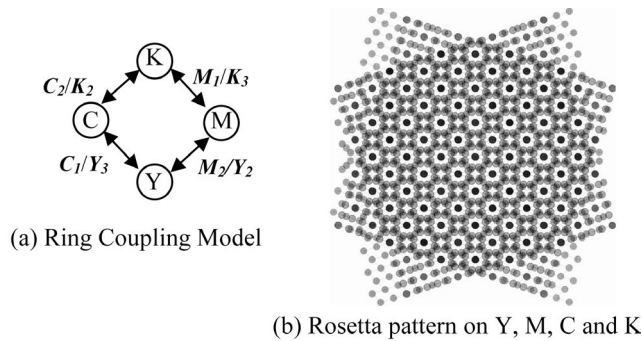 K
C₂/K₂
M₁/K₃
C
M
C₁/Y₃
M₂/Y₂
Y
(a) Ring Coupling Model
(b) Rosetta pattern on Y, M, C and K